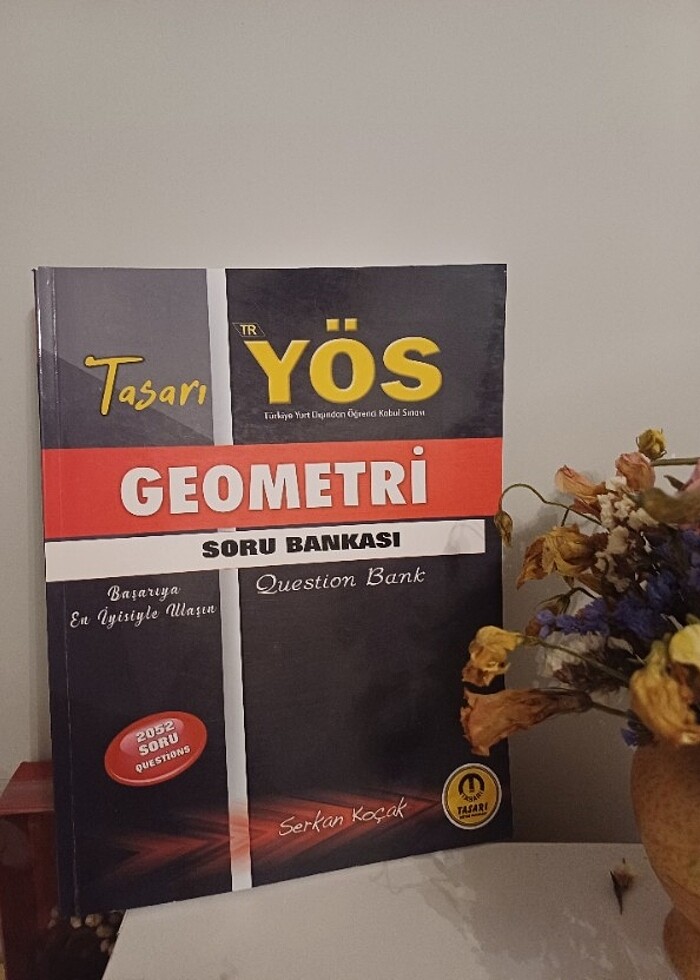 TR
YÖS
Tasarı
Türkiye Yurt Dışından Öğrenci Kabul Sınavı
GEOMETRİ
SORU BANKASI
Question Bank
Başarıya
En İyisiyle Ulaşın
2052
SORU
QUESTIONS
Serkan Koçak
TASARI
TASARI